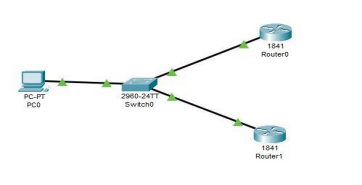 1841
Router0
PC-PT
PC0
2960-24TT
Switch0
1841
Router1